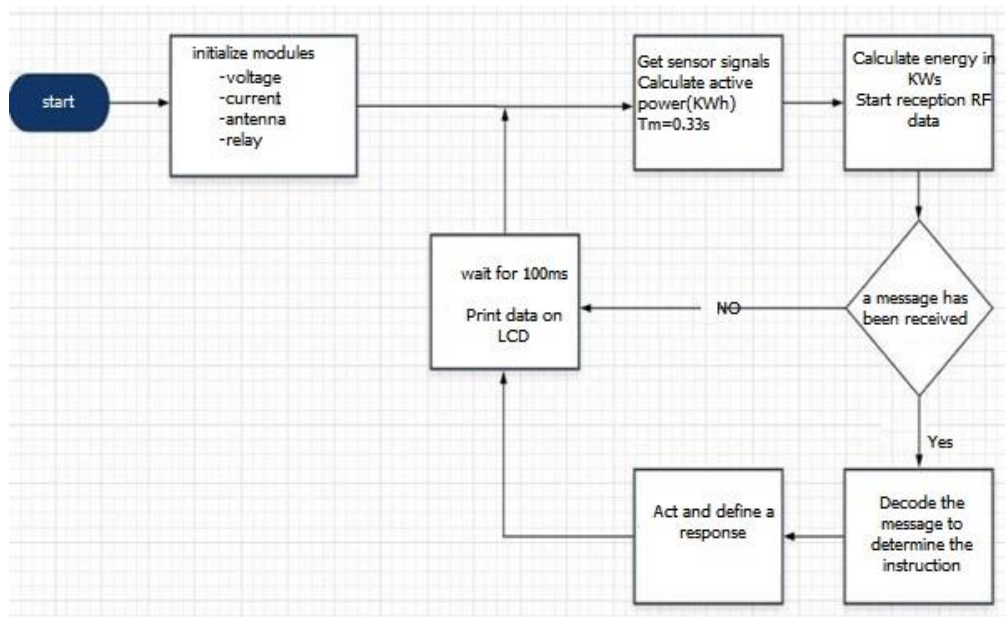 start
initialize modules
-voltage
-current
-antenna
-relay
Get sensor signals
Calculate active
power(KWh)
Tm=0.33s
Calculate energy in
KWs
Start reception RF
data
wait for 100ms
Print data on
LCD
NO
a message has
been received
Yes
Act and define a
response
Decode the
message to
determine the
instruction